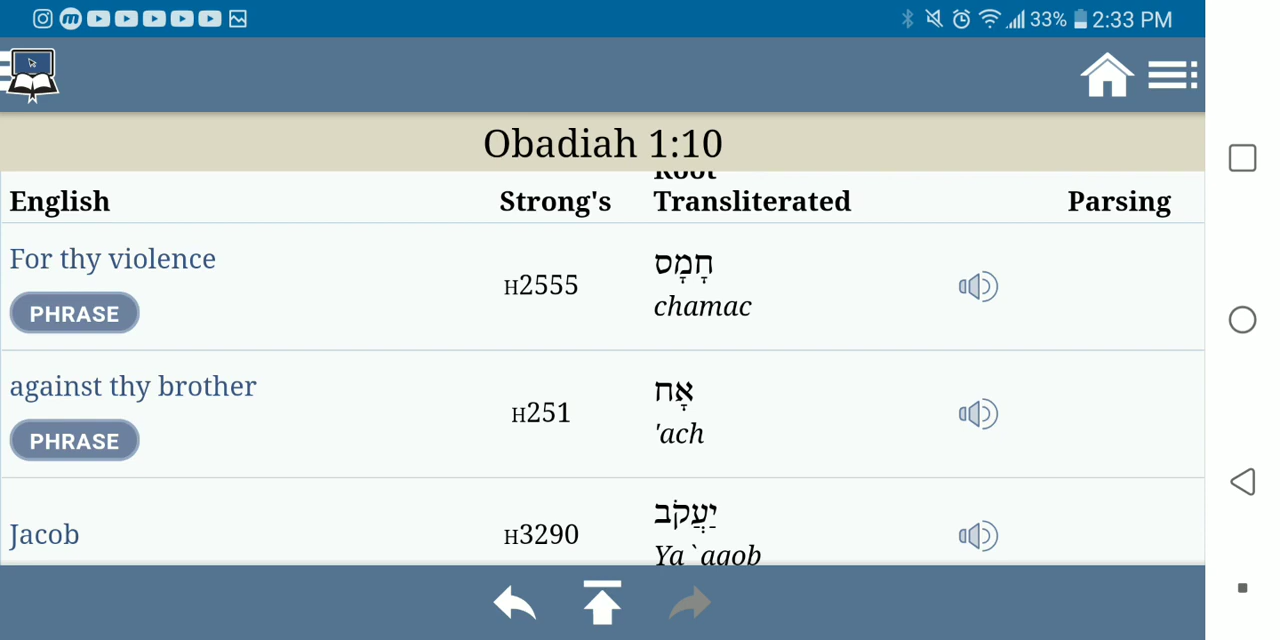 33% 2:33 PM
Obadiah 1:10
Root
English Strong's Transliterated Parsing
For thy violence
PHRASE
H2555
חָמָס
chamac
against thy brother
PHRASE
H251
אָח
'ach
Jacob
H3290
יַעֲקֹב
Ya`aqob